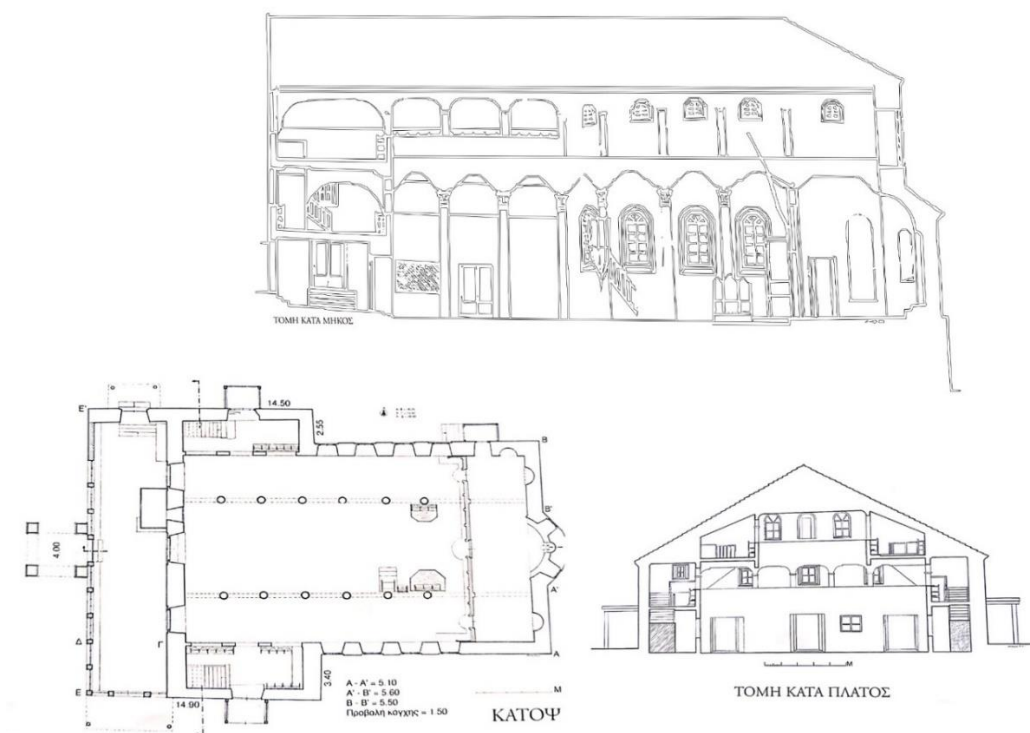 ΤΟΜΗ ΚΑΤΑ ΜΗΚΟΣ
Ε'
14.50
2.55
Β
Β'
4.00
Α'
Δ
Γ
Ε
Α
3.40
14.90
Α - Α' = 5.10
Α' - Β' = 5.60
Β - Β' = 5.50
Προβολή κόγχης = 1.50
Μ
ΚΑΤΟΨ
Μ
ΤΟΜΗ ΚΑΤΑ ΠΛΑΤΟΣ